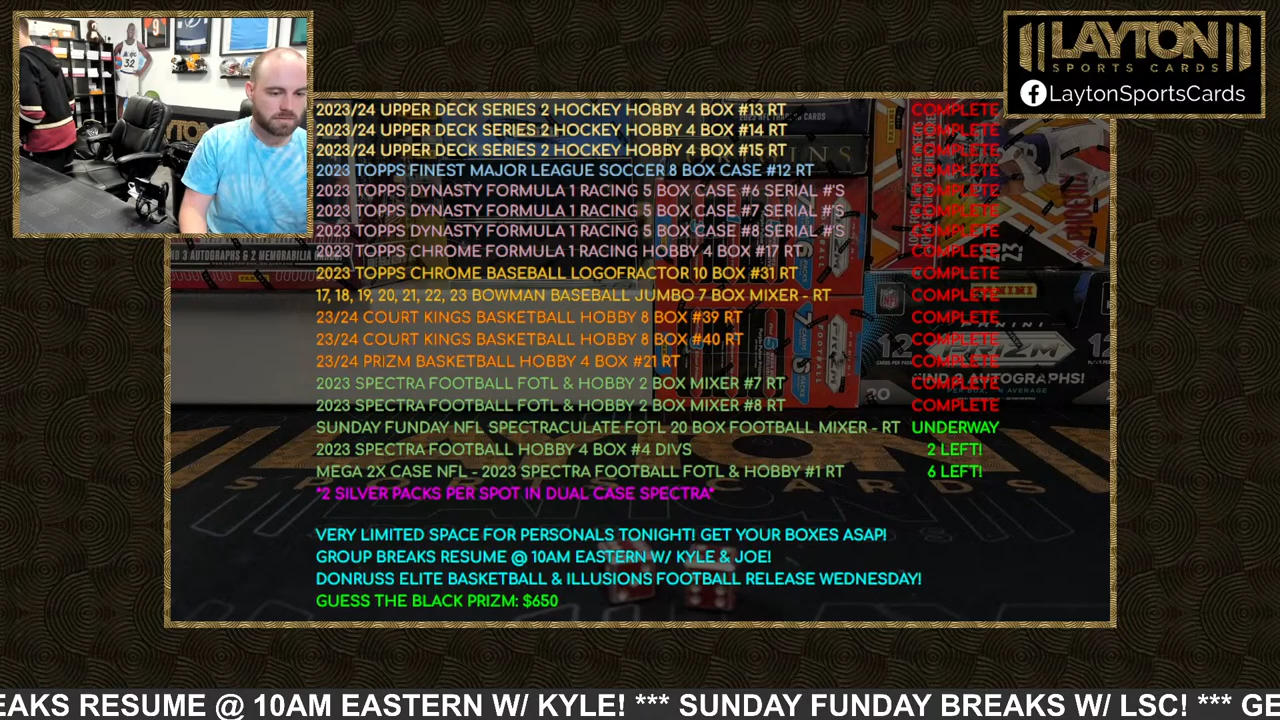 LAYTON
SPORTS CARDS
LaytonSportsCards
32
2023/24 UPPER DECK SERIES 2 HOCKEY HOBBY 4 BOX #13 RT COMPLETE
2023/24 UPPER DECK SERIES 2 HOCKEY HOBBY 4 BOX #14 RT COMPLETE
2023/24 UPPER DECK SERIES 2 HOCKEY HOBBY 4 BOX #15 RT COMPLETE
2023 TOPPS FINEST MAJOR LEAGUE SOCCER 8 BOX CASE #12 RT COMPLETE
2023 TOPPS DYNASTY FORMULA 1 RACING 5 BOX CASE #6 SERIAL #'S COMPLETE
2023 TOPPS DYNASTY FORMULA 1 RACING 5 BOX CASE #7 SERIAL #'S COMPLETE
2023 TOPPS DYNASTY FORMULA 1 RACING 5 BOX CASE #8 SERIAL #'S COMPLETE
2023 TOPPS CHROME FORMULA 1 RACING HOBBY 4 BOX #17 RT COMPLETE
2023 TOPPS CHROME BASEBALL LOGOFRACTOR 10 BOX #31 RT COMPLETE
17, 18, 19, 20, 21, 22, 23 BOWMAN BASEBALL JUMBO 7 BOX MIXER - RT COMPLETE
23/24 COURT KINGS BASKETBALL HOBBY 8 BOX #39 RT COMPLETE
23/24 COURT KINGS BASKETBALL HOBBY 8 BOX #40 RT COMPLETE
23/24 PRIZM BASKETBALL HOBBY 4 BOX #21 RT COMPLETE
2023 SPECTRA FOOTBALL FOTL & HOBBY 2 BOX MIXER #7 RT COMPLETE
2023 SPECTRA FOOTBALL FOTL & HOBBY 2 BOX MIXER #8 RT COMPLETE
SUNDAY FUNDAY NFL SPECTRACULATE FOTL 20 BOX FOOTBALL MIXER - RT UNDERWAY
2023 SPECTRA FOOTBALL HOBBY 4 BOX #4 DIVS 2 LEFT!
MEGA 2X CASE NFL - 2023 SPECTRA FOOTBALL FOTL & HOBBY #1 RT 6 LEFT!
*2 SILVER PACKS PER SPOT IN DUAL CASE SPECTRA*
VERY LIMITED SPACE FOR PERSONALS TONIGHT! GET YOUR BOXES ASAP!
GROUP BREAKS RESUME @ 10AM EASTERN W/ KYLE & JOE!
DONRUSS ELITE BASKETBALL & ILLUSIONS FOOTBALL RELEASE WEDNESDAY!
GUESS THE BLACK PRIZM: $650
EAKS RESUME @ 10AM EASTERN W/ KYLE! *** SUNDAY FUNDAY BREAKS W/ LSC! *** GE